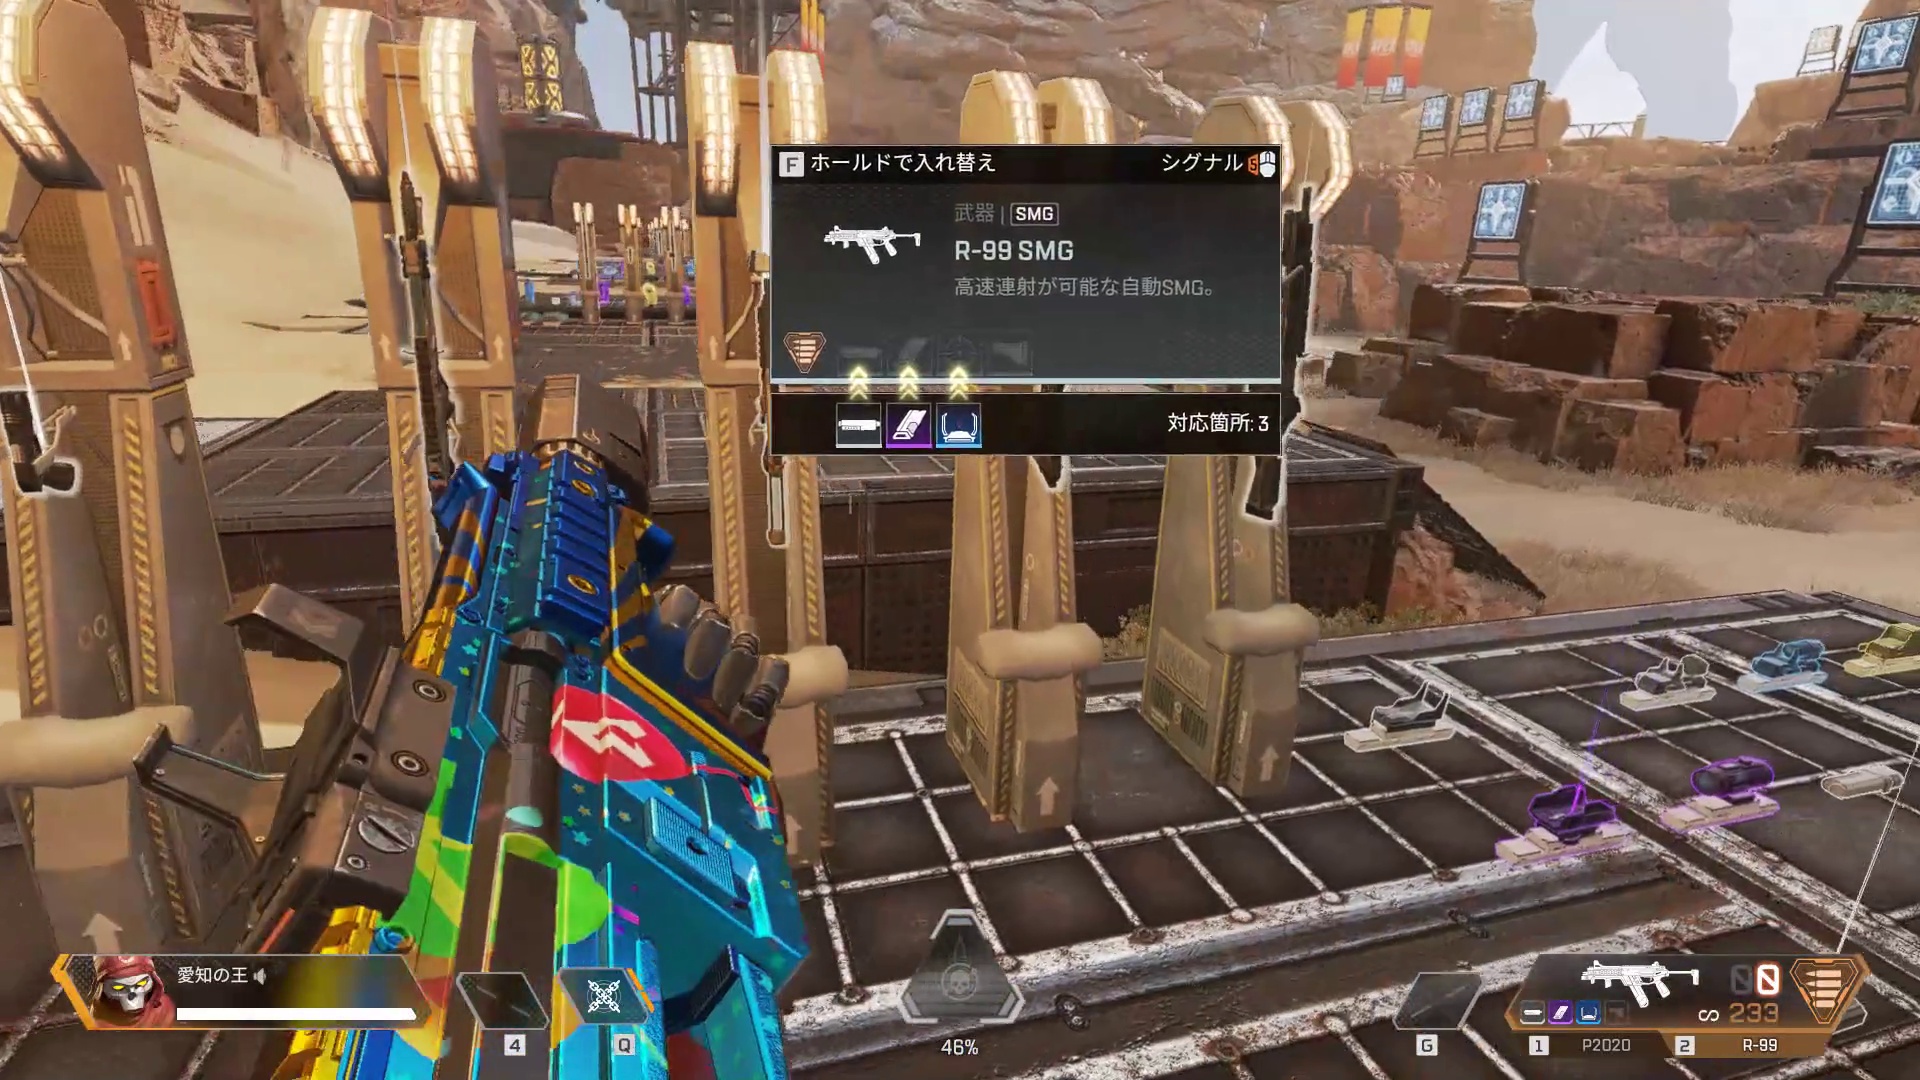 F ホールドで入れ替え シグナル
武器 | SMG
R-99 SMG
高速連射が可能な自動SMG。
対応箇所: 3
愛知の王
4
Q
46%
G
00
∞ 233
1 P2020 2 R-99